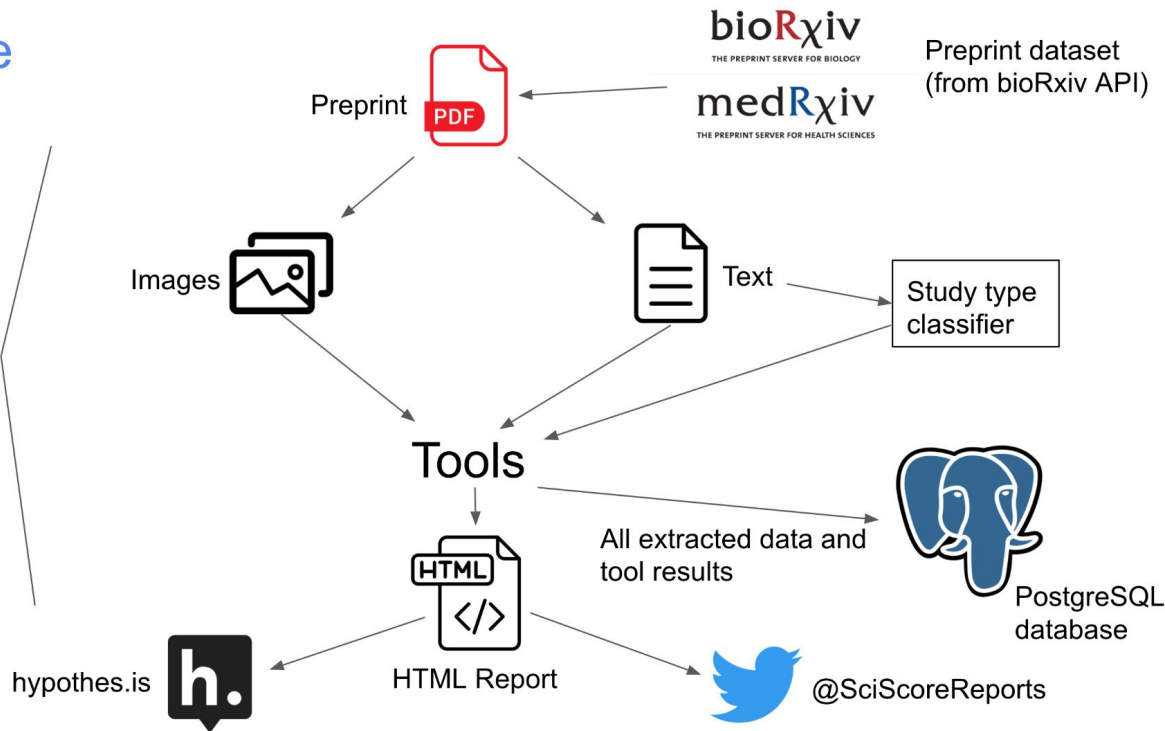 e
bioRχiv
THE PREPRINT SERVER FOR BIOLOGY
Preprint dataset
(from bioRxiv API)
Preprint
PDF
medRχiv
THE PREPRINT SERVER FOR HEALTH SCIENCES
Images
Text
Study type
classifier
Tools
All extracted data and
tool results
HTML
</>
PostgreSQL
database
hypothes.is
h.
HTML Report
@SciScoreReports